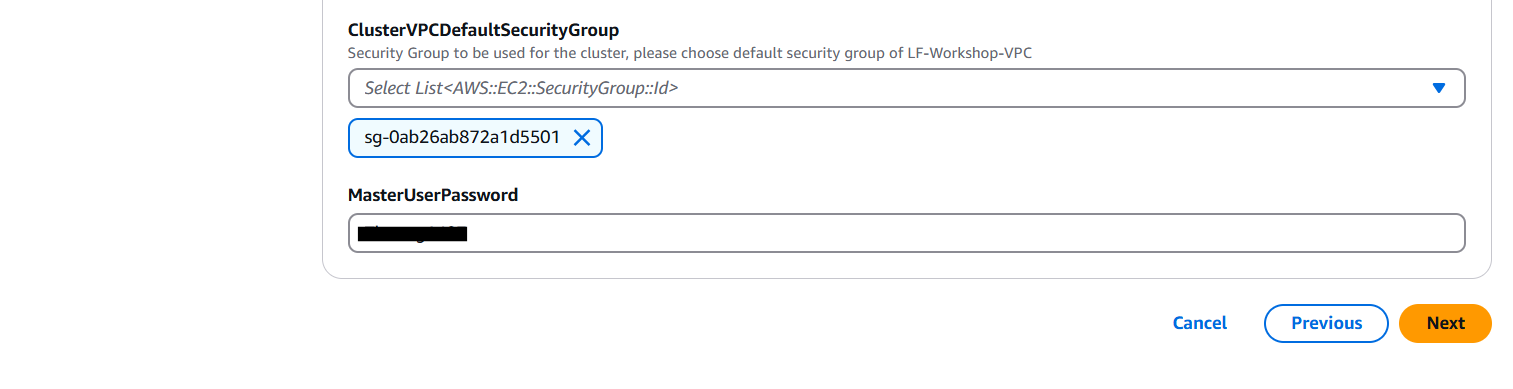 ClusterVPCDefaultSecurityGroup
Security Group to be used for the cluster, please choose default security group of LF-Workshop-VPC
Select List<AWS::EC2::SecurityGroup::Id>
sg-0ab26ab872a1d5501
MasterUserPassword
Cancel Previous Next